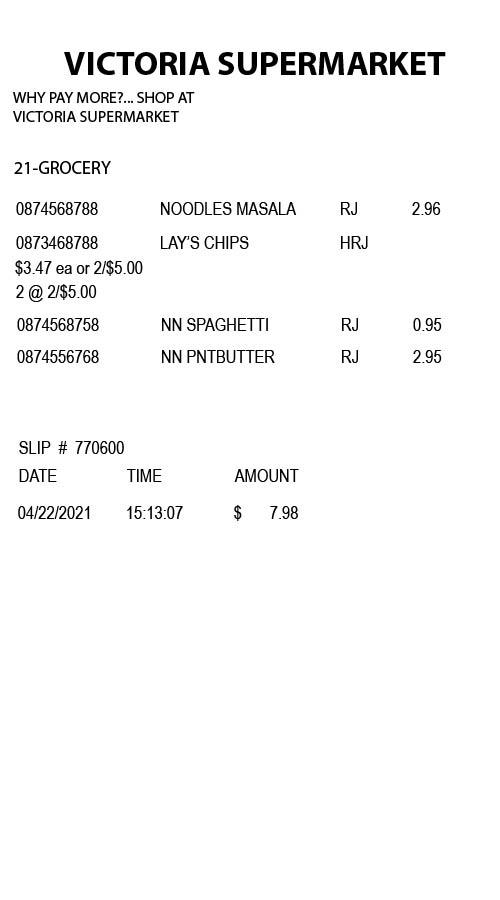 VICTORIA SUPERMARKET
WHY PAY MORE?... SHOP AT
VICTORIA SUPERMARKET
21-GROCERY
0874568788 NOODLES MASALA RJ 2.96
0873468788 LAY'S CHIPS HRJ
$3.47 ea or 2/$5.00
2 @ 2/$5.00
0874568758 NN SPAGHETTI RJ 0.95
0874556768 NN PNTBUTTER RJ 2.95
SLIP # 770600
DATE TIME AMOUNT
04/22/2021 15:13:07 $ 7.98